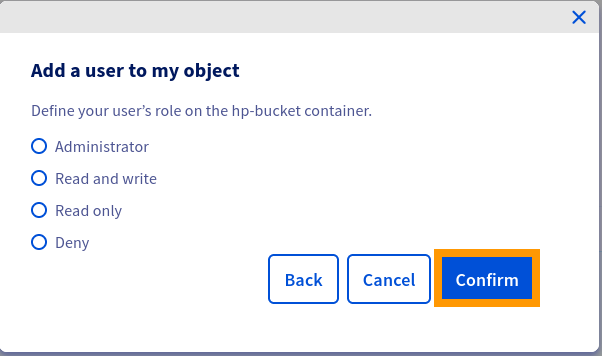 Add a user to my object
Define your user’s role on the hp-bucket container.
Administrator
Read and write
Read only
Deny
Back Cancel Confirm